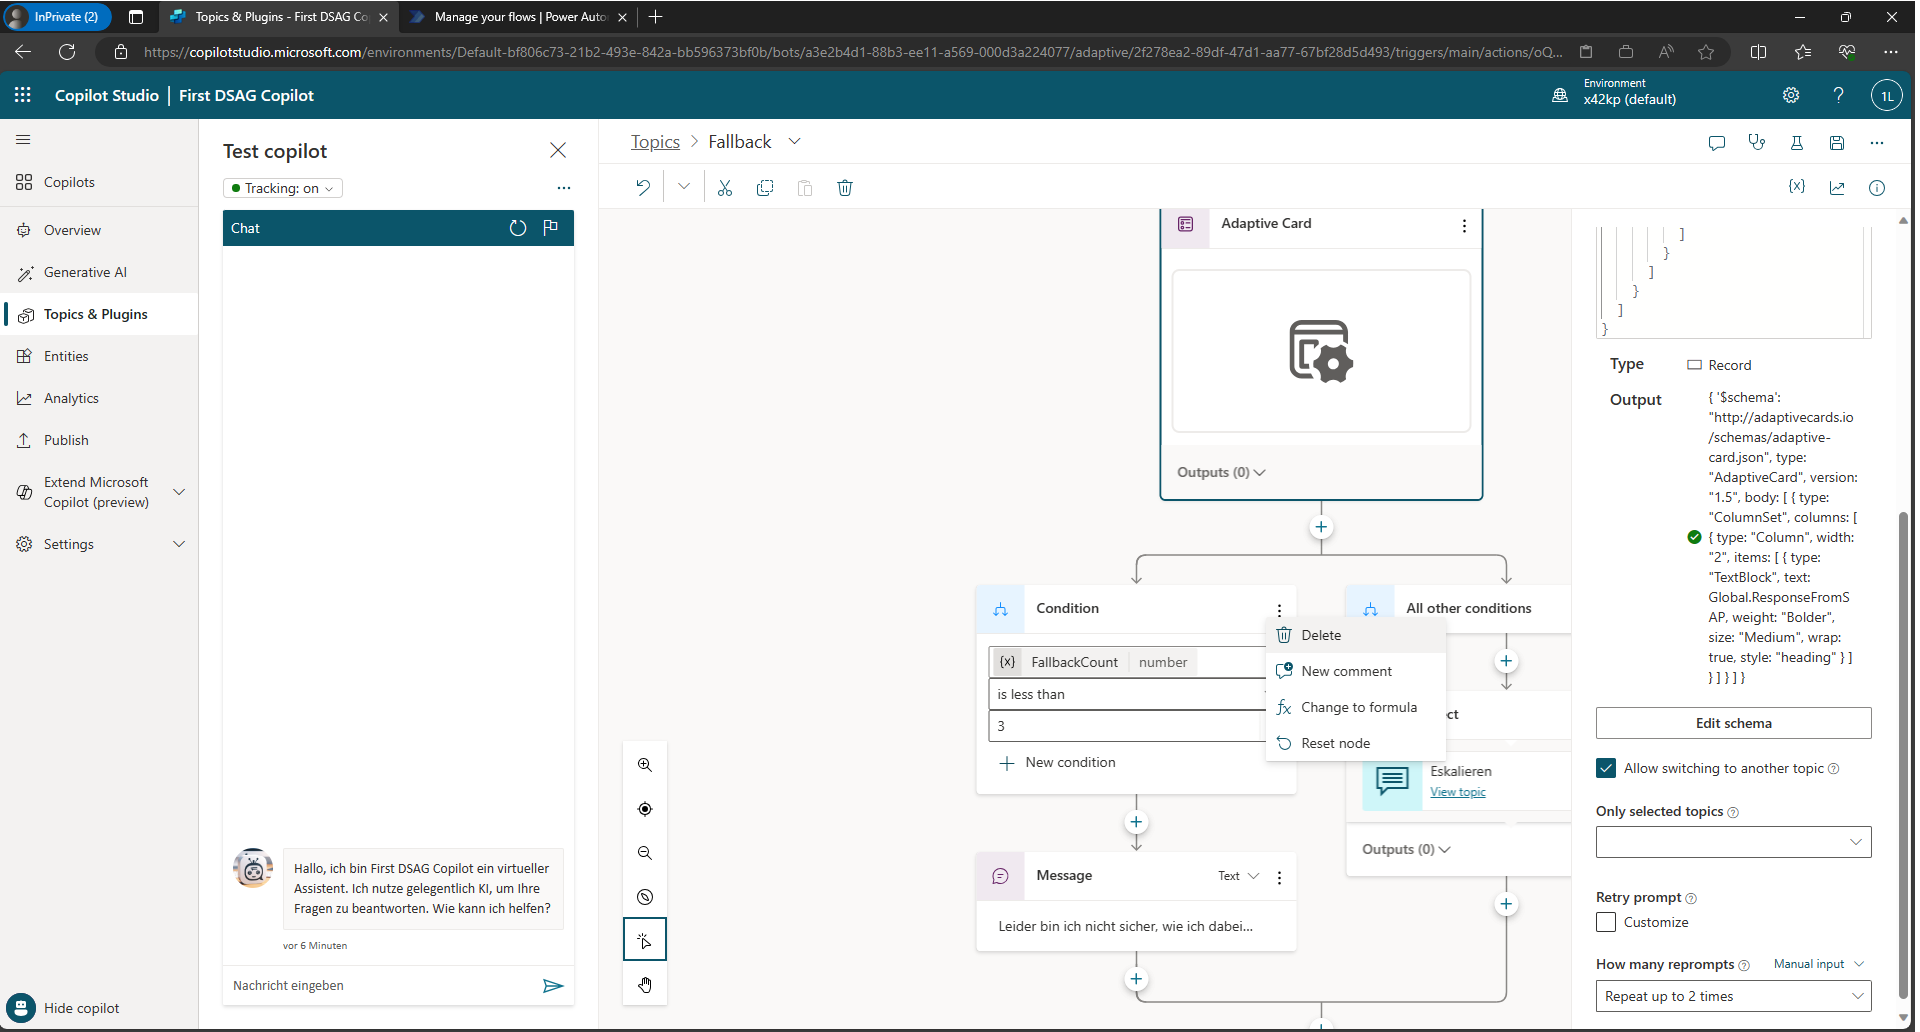 InPrivate (2)
Topics & Plugins - First DSAG Co
Manage your flows | Power Auto
https://copilotstudio.microsoft.com/environments/Default-bf806c73-21b2-493e-842a-bb596373bf0b/bots/a3e2b4d1-88b3-ee11-a569-000d3a224077/adaptive/2f278ea2-89df-47d1-aa77-67bf28d5d493/triggers/main/actions/oQ...
Copilot Studio | First DSAG Copilot
Environment
x42kp (default)
?
1L
Copilots
Overview
Generative AI
Topics & Plugins
Entities
Analytics
Publish
Extend Microsoft
Copilot (preview)
Settings
Hide copilot
Test copilot
Tracking: on
Chat
Hallo, ich bin First DSAG Copilot ein virtueller
Assistent. Ich nutze gelegentlich KI, um Ihre
Fragen zu beantworten. Wie kann ich helfen?
vor 6 Minuten
Nachricht eingeben
Topics > Fallback
{x}
Adaptive Card
Outputs (0)
Condition
{x} FallbackCount number
is less than
3
New condition
Delete
New comment
fx Change to formula
Reset node
All other conditions
ect
Eskalieren
View topic
Outputs (0)
Message
Text
Leider bin ich nicht sicher, wie ich dabei...
]
}
]
}
]
}
Type
Record
Output
{ '$schema':
"http://adaptivecards.io
/schemas/adaptive-
card.json", type:
"AdaptiveCard", version:
"1.5", body: [ { type:
"ColumnSet", columns: [
{ type: "Column", width:
"2", items: [ { type:
"TextBlock", text:
Global.ResponseFromS
AP, weight: "Bolder",
size: "Medium", wrap:
true, style: "heading" } ]
} ] } ] }
Edit schema
Allow switching to another topic
Only selected topics
Retry prompt
Customize
How many reprompts
Manual input
Repeat up to 2 times